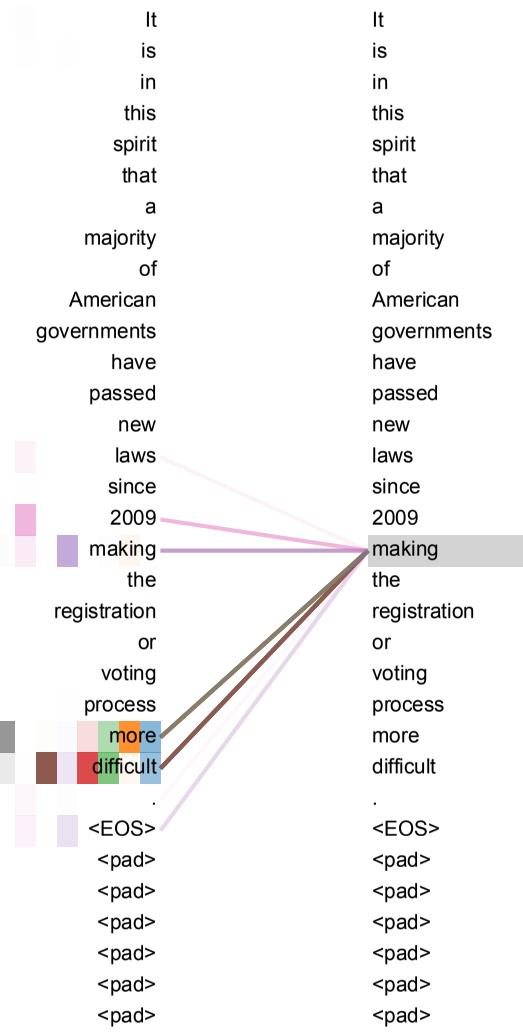 It It
is is
in in
this this
spirit spirit
that that
a a
majority majority
of of
American American
governments governments
have have
passed passed
new new
laws laws
since since
2009 2009
making making
the the
registration registration
or or
voting voting
process process
more more
difficult difficult
. .
<EOS> <EOS>
<pad> <pad>
<pad> <pad>
<pad> <pad>
<pad> <pad>
<pad> <pad>
<pad> <pad>